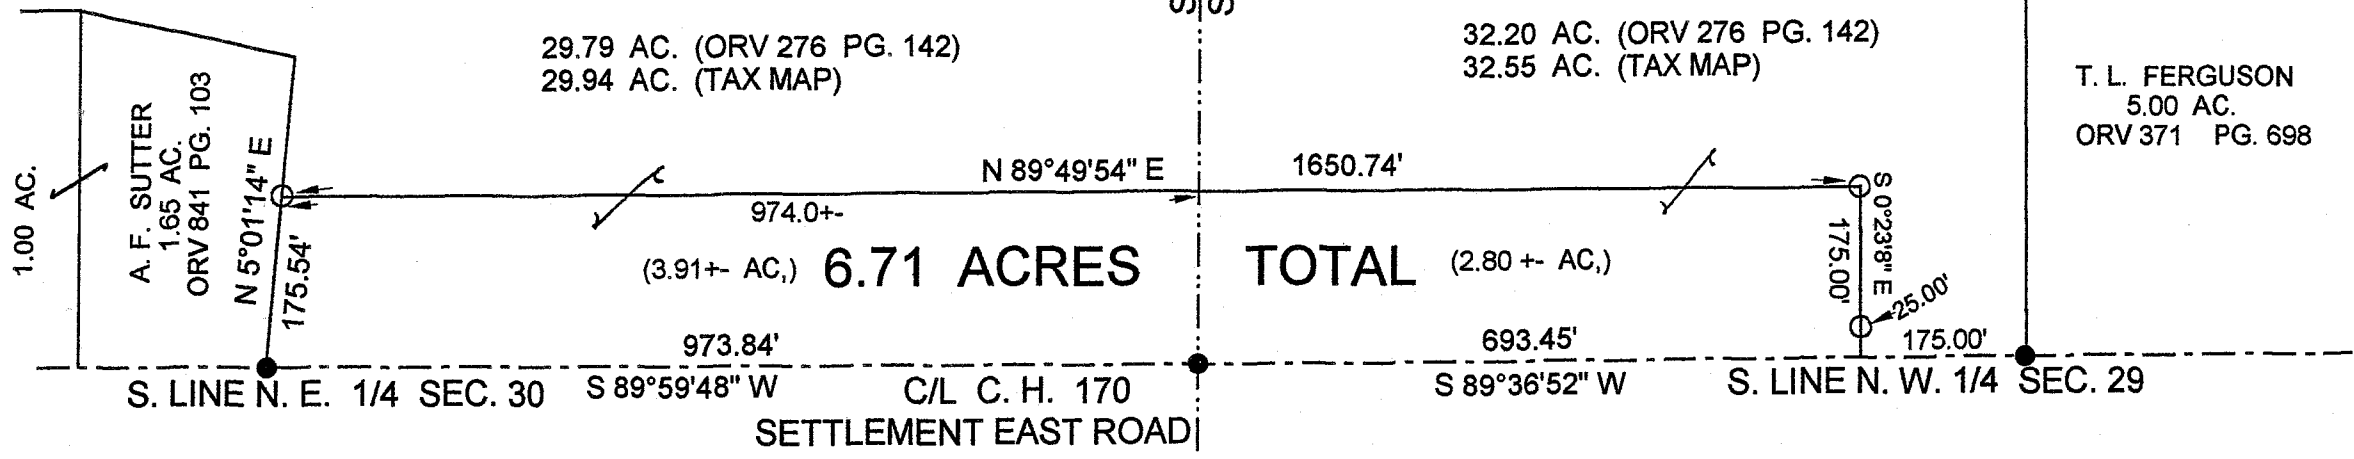 S
S
29.79 AC. (ORV 276 PG. 142)
29.94 AC. (TAX MAP)
32.20 AC. (ORV 276 PG. 142)
32.55 AC. (TAX MAP)
T. L. FERGUSON
5.00 AC.
ORV 371 PG. 698
1.00 AC.
A. F. SUTTER
1.65 AC.
ORV 841 PG. 103
N 5°01'14" E
175.54'
N 89°49'54" E 1650.74'
974.0+-
(3.91+- AC,) 6.71 ACRES TOTAL (2.80 +- AC,)
S 0°23'8" E
175.00'
25.00'
973.84'
693.45'
175.00'
S. LINE N. E. 1/4 SEC. 30
S 89°59'48" W
C/L C. H. 170
S 89°36'52" W
S. LINE N. W. 1/4 SEC. 29
SETTLEMENT EAST ROAD